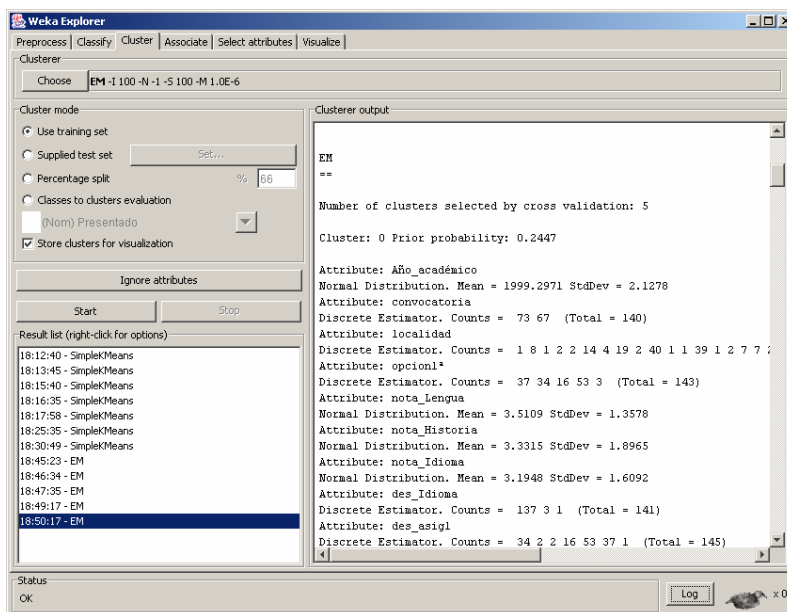 Weka Explorer
Preprocess Classify Cluster Associate Select attributes Visualize
Clusterer
Choose EM -I 100 -N -1 -S 100 -M 1.0E-6
Cluster mode
Use training set
Supplied test set Set...
Percentage split % 66
Classes to clusters evaluation
(Nom) Presentado
Store clusters for visualization
Ignore attributes
Start Stop
Result list (right-click for options)
18:12:40 - SimpleKMeans
18:13:45 - SimpleKMeans
18:15:40 - SimpleKMeans
18:16:35 - SimpleKMeans
18:17:58 - SimpleKMeans
18:25:35 - SimpleKMeans
18:30:49 - SimpleKMeans
18:45:23 - EM
18:46:34 - EM
18:47:35 - EM
18:49:17 - EM
18:50:17 - EM
Clusterer output
EM
==
Number of clusters selected by cross validation: 5
Cluster: 0 Prior probability: 0.2447
Attribute: Año_académico
Normal Distribution. Mean = 1999.2971 StdDev = 2.1278
Attribute: convocatoria
Discrete Estimator. Counts = 73 67 (Total = 140)
Attribute: localidad
Discrete Estimator. Counts = 1 8 1 2 2 14 4 19 2 40 1 1 39 1 2 7 7 2
Attribute: opcion1ª
Discrete Estimator. Counts = 37 34 16 53 3 (Total = 143)
Attribute: nota_Lengua
Normal Distribution. Mean = 3.5109 StdDev = 1.3578
Attribute: nota_Historia
Normal Distribution. Mean = 3.3315 StdDev = 1.8965
Attribute: nota_Idioma
Normal Distribution. Mean = 3.1948 StdDev = 1.6092
Attribute: des_Idioma
Discrete Estimator. Counts = 137 3 1 (Total = 141)
Attribute: des_asig1
Discrete Estimator. Counts = 34 2 2 16 53 37 1 (Total = 145)
Status
OK
Log x 0